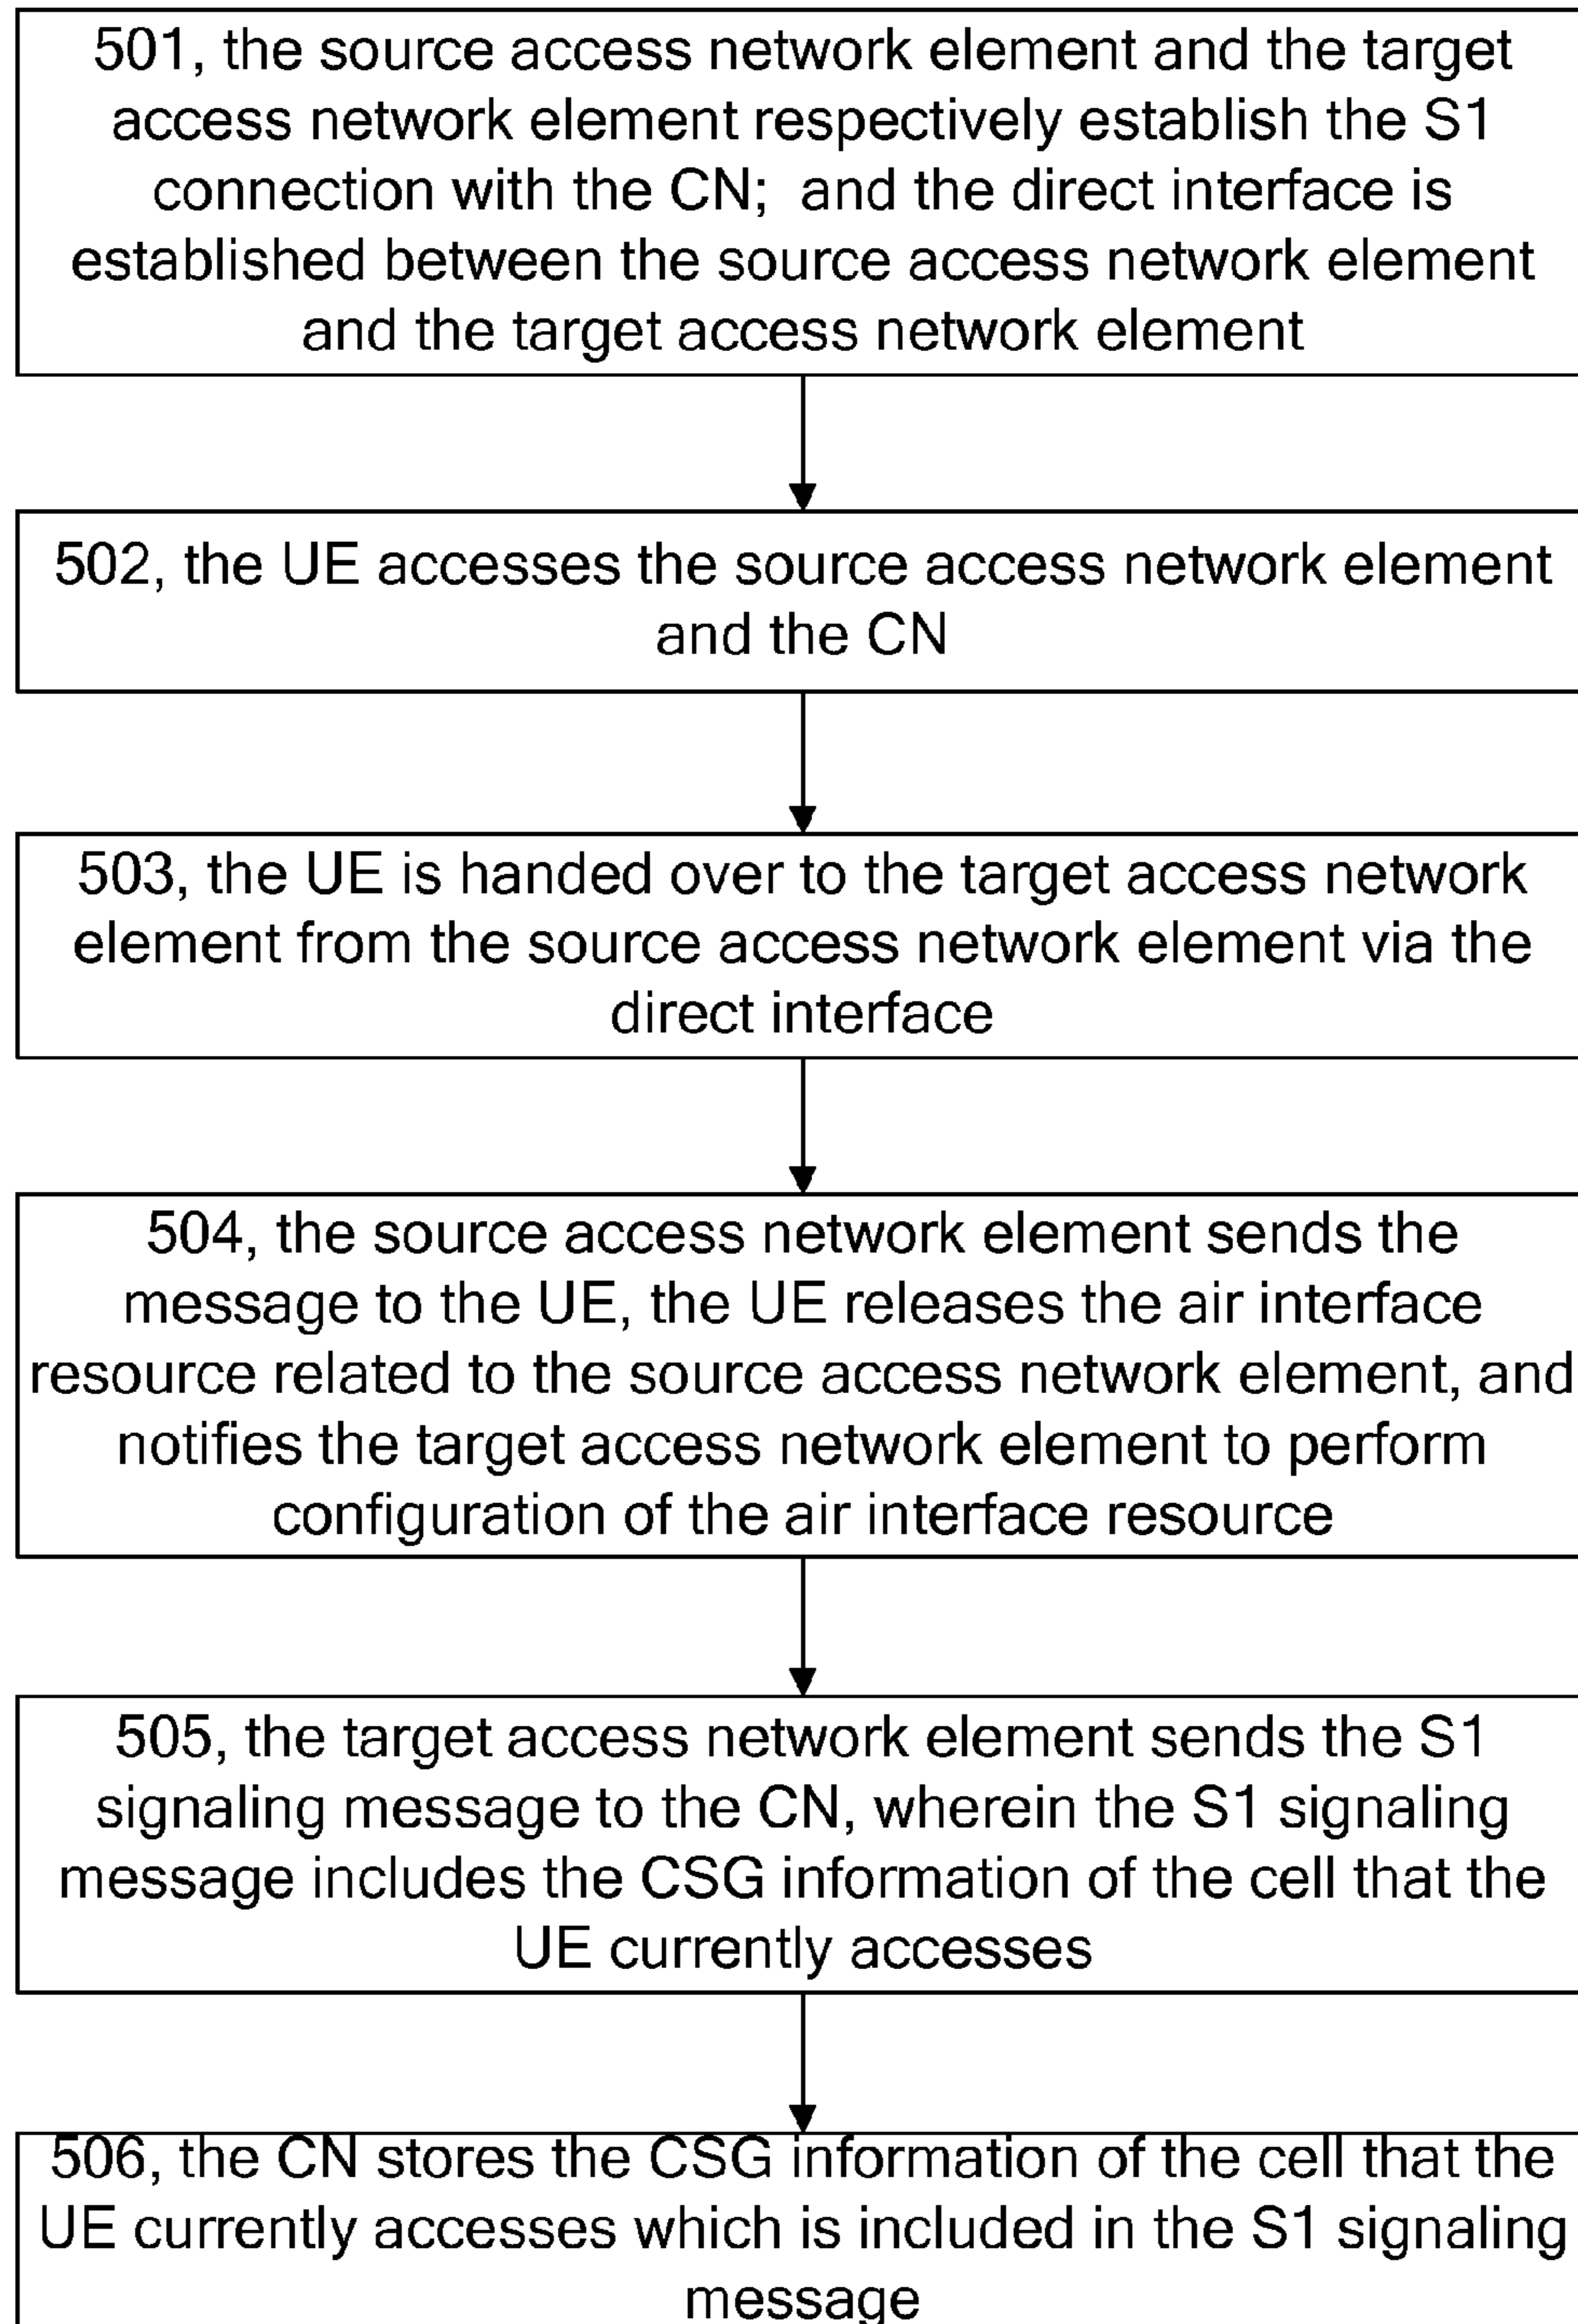 501, the source access network element and the target
access network element respectively establish the S1
connection with the CN; and the direct interface is
established between the source access network element
and the target access network element
502, the UE accesses the source access network element
and the CN
503, the UE is handed over to the target access network
element from the source access network element via the
direct interface
504, the source access network element sends the
message to the UE, the UE releases the air interface
resource related to the source access network element, and
notifies the target access network element to perform
configuration of the air interface resource
505, the target access network element sends the S1
signaling message to the CN, wherein the S1 signaling
message includes the CSG information of the cell that the
UE currently accesses
506, the CN stores the CSG information of the cell that the
UE currently accesses which is included in the S1 signaling
message